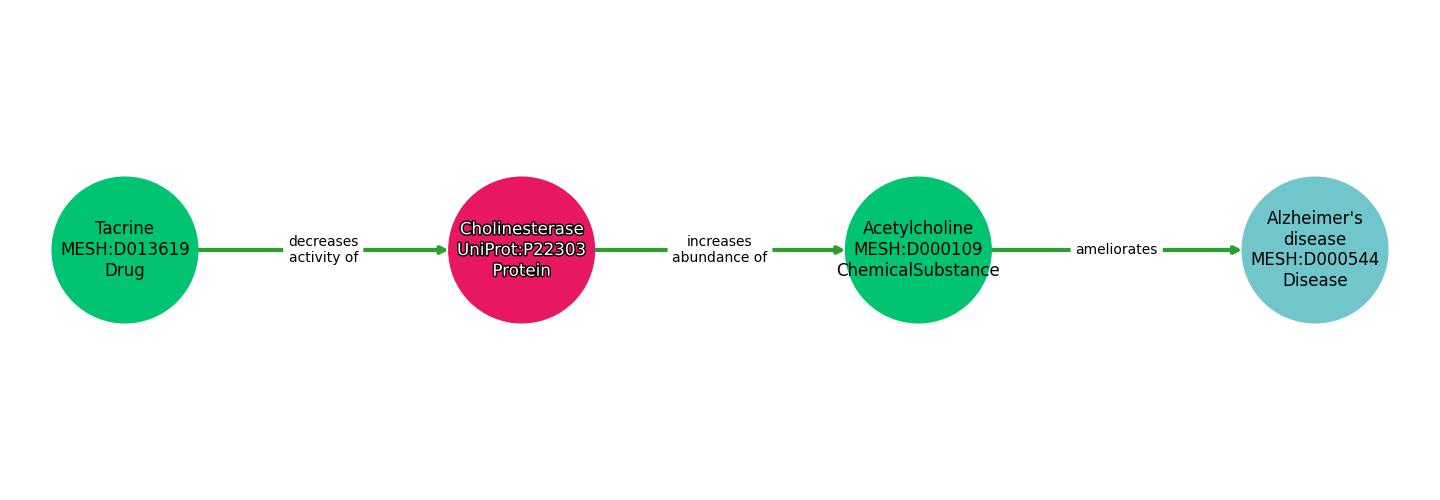 Tacrine
MESH:D013619
Drug
decreases
activity of
Cholinesterase
UniProt:P22303
Protein
increases
abundance of
Acetylcholine
MESH:D000109
ChemicalSubstance
ameliorates
Alzheimer's
disease
MESH:D000544
Disease